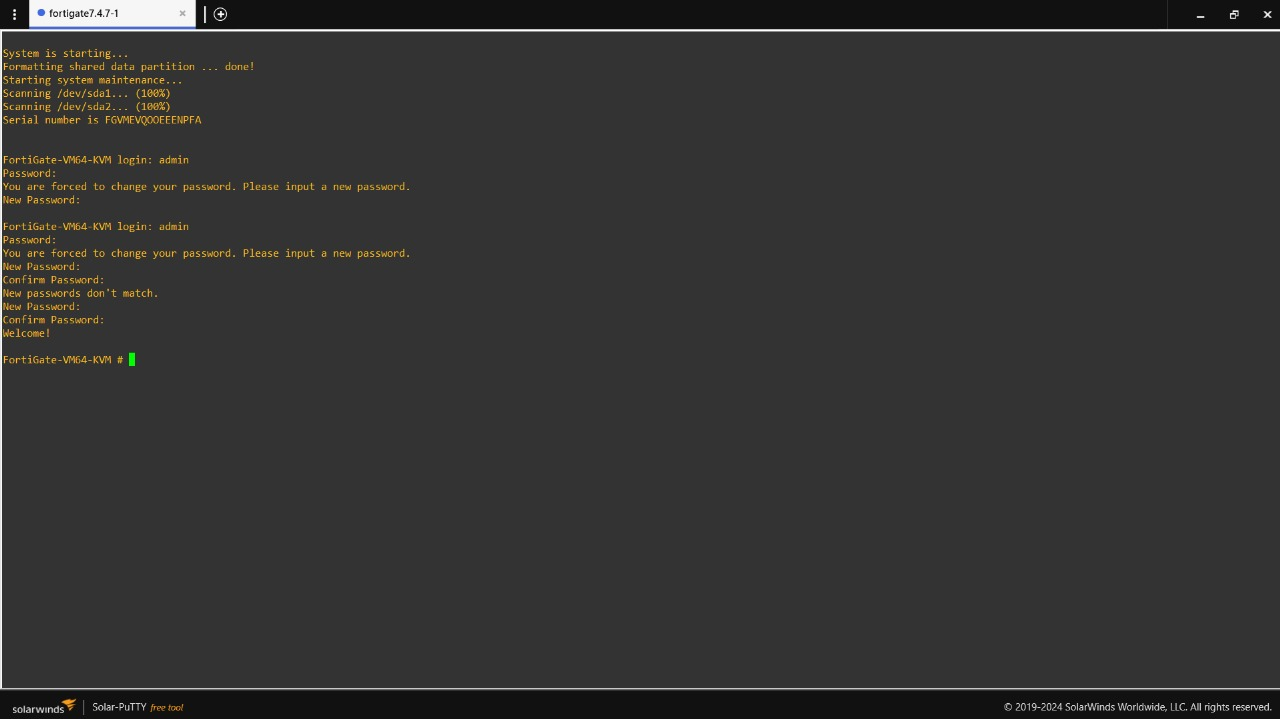 fortigate7.4.7-1
System is starting...
Formatting shared data partition ... done!
Starting system maintenance...
Scanning /dev/sda1... (100%)
Scanning /dev/sda2... (100%)
Serial number is FGVMEVQOOEEENPFA
FortiGate-VM64-KVM login: admin
Password:
You are forced to change your password. Please input a new password.
New Password:
FortiGate-VM64-KVM login: admin
Password:
You are forced to change your password. Please input a new password.
New Password:
Confirm Password:
New passwords don't match.
New Password:
Confirm Password:
Welcome!
FortiGate-VM64-KVM #
solarwinds Solar-PuTTY free tool
© 2019-2024 SolarWinds Worldwide, LLC. All rights reserved.